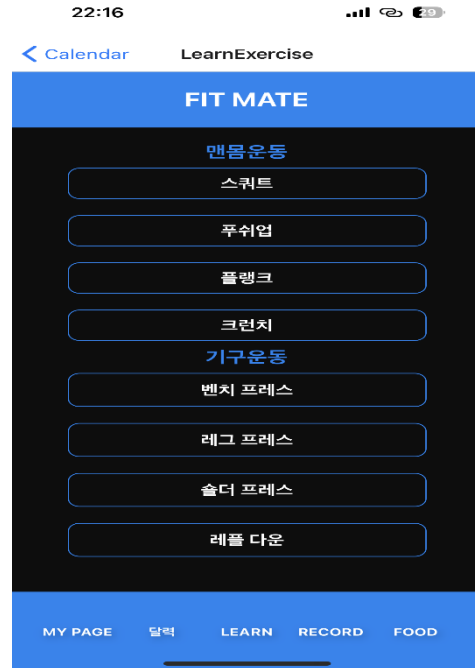 22:16
29
Calendar LearnExercise
FIT MATE
맨몸운동
스쿼트
푸쉬업
플랭크
크런치
기구운동
벤치 프레스
레그 프레스
숄더 프레스
레플 다운
MY PAGE 달력 LEARN RECORD FOOD